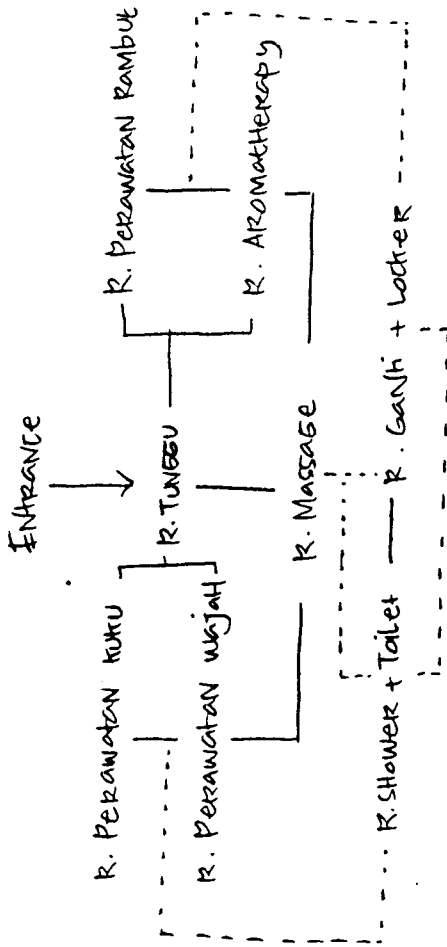 ENTRANCE
R. PERAWATAN KUKU
R. TUNGGU
R. PERAWATAN RAMBUT
R. PERAWATAN WAJAH
R. AROMATHERAPY
R. MASSAGE
R. SHOWER + TOILET
R. GANTI + LOCKER